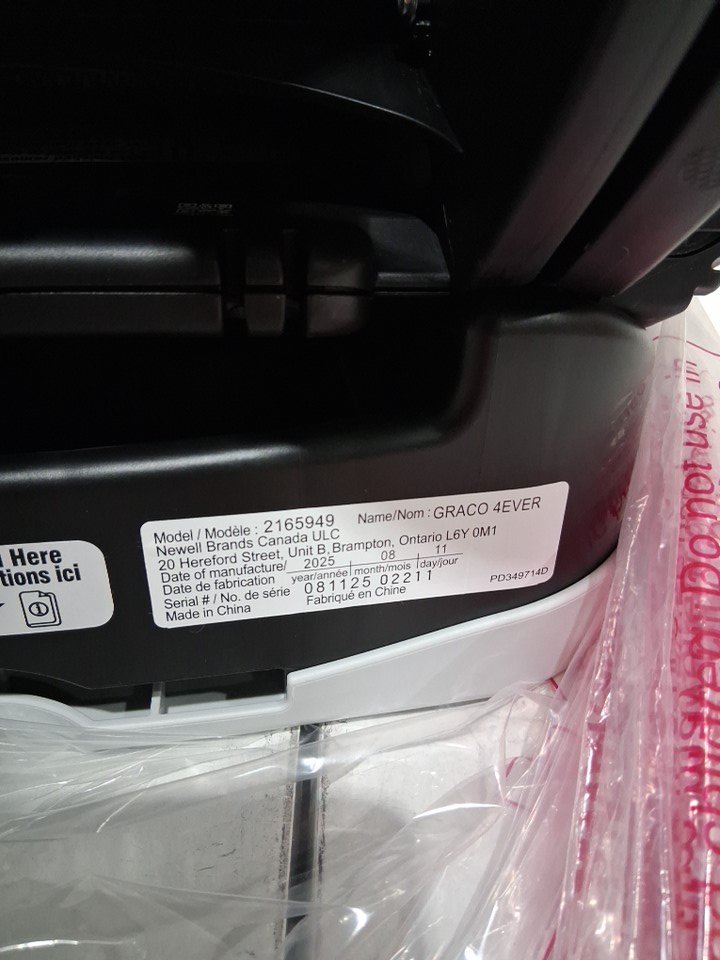 Model / Modèle : 2165949 Name/Nom : GRACO 4EVER
Newell Brands Canada ULC
20 Hereford Street, Unit B, Brampton, Ontario L6Y 0M1
Date of manufacture/ 2025 08 11
Date de fabrication year/année month/mois day/jour
Serial # / No. de série 081125 02211
Made in China Fabriqué en Chine
PD349714D
Here
tions ici
Do not use in